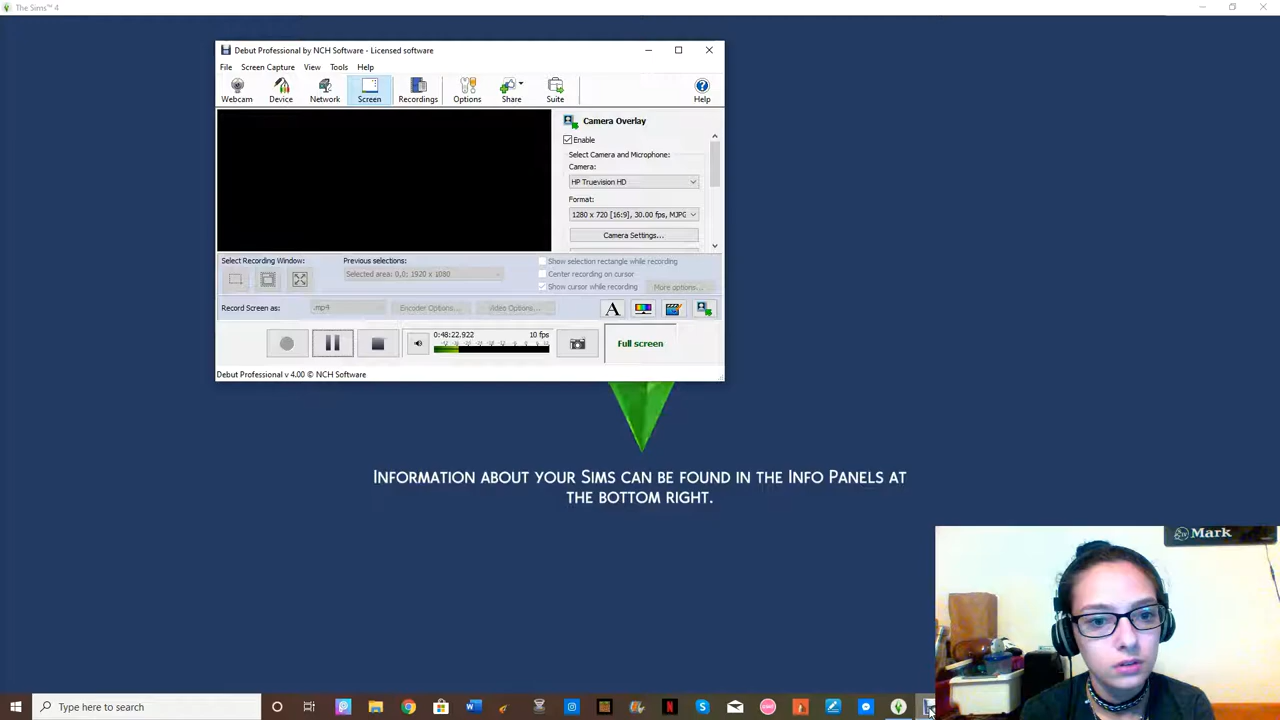 The Sims™ 4
Debut Professional by NCH Software - Licensed software
File Screen Capture View Tools Help
Webcam Device Network Screen Recordings Options Share Suite Help
Camera Overlay
Enable
Select Camera and Microphone:
Camera:
HP Truevision HD
Format:
1280 x 720 [16:9], 30.00 fps, MJPG
Camera Settings...
Select Recording Window: Previous selections:
Selected area: 0,0; 1920 x 1080
Show selection rectangle while recording
Center recording on cursor
Show cursor while recording More options...
Record Screen as: .mp4 Encoder Options... Video Options... A
0:48:22.922 10 fps
Full screen
Debut Professional v 4.00 © NCH Software
INFORMATION ABOUT YOUR SIMS CAN BE FOUND IN THE INFO PANELS AT
THE BOTTOM RIGHT.
Mark
Type here to search